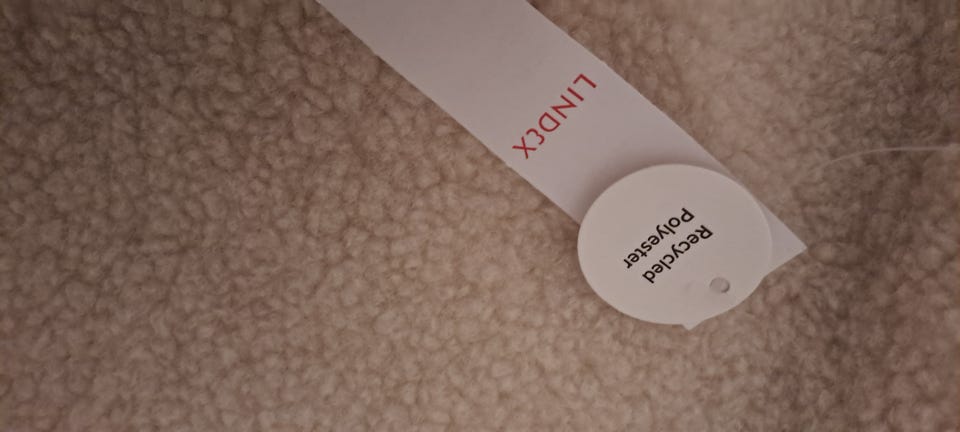 LINDEX
Recycled
Polyester